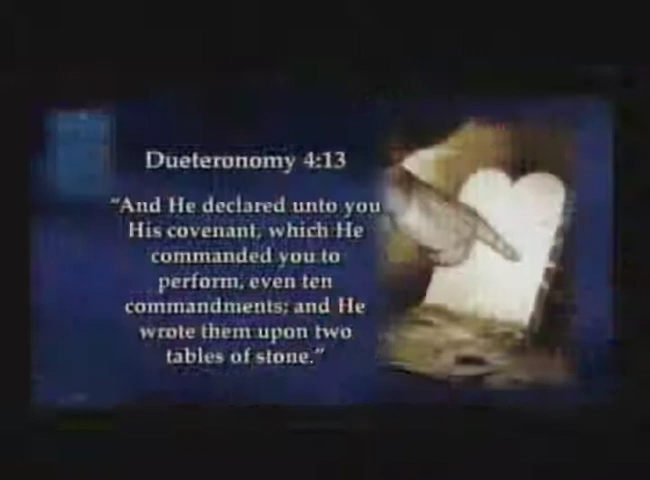 Dueteronomy 4:13
"And He declared unto you
His covenant, which He
commanded you to
perform, even ten
commandments; and He
wrote them upon two
tables of stone."